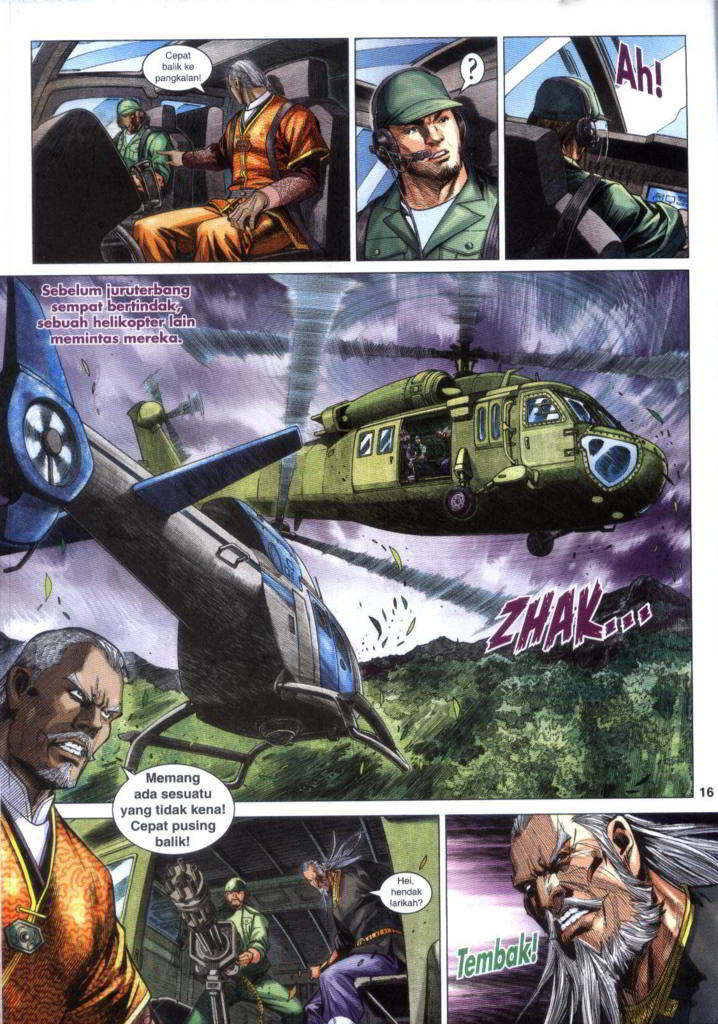 Cepat
balik ke
pangkalan!
?
Ah!
Sebelum juruterbang
sempat bertindak,
sebuah helikopter lain
memintas mereka.
ZHAK...
16
Memang
ada sesuatu
yang tidak kena!
Cepat pusing
balik!
Hei,
hendak
larikah?
Tembak!